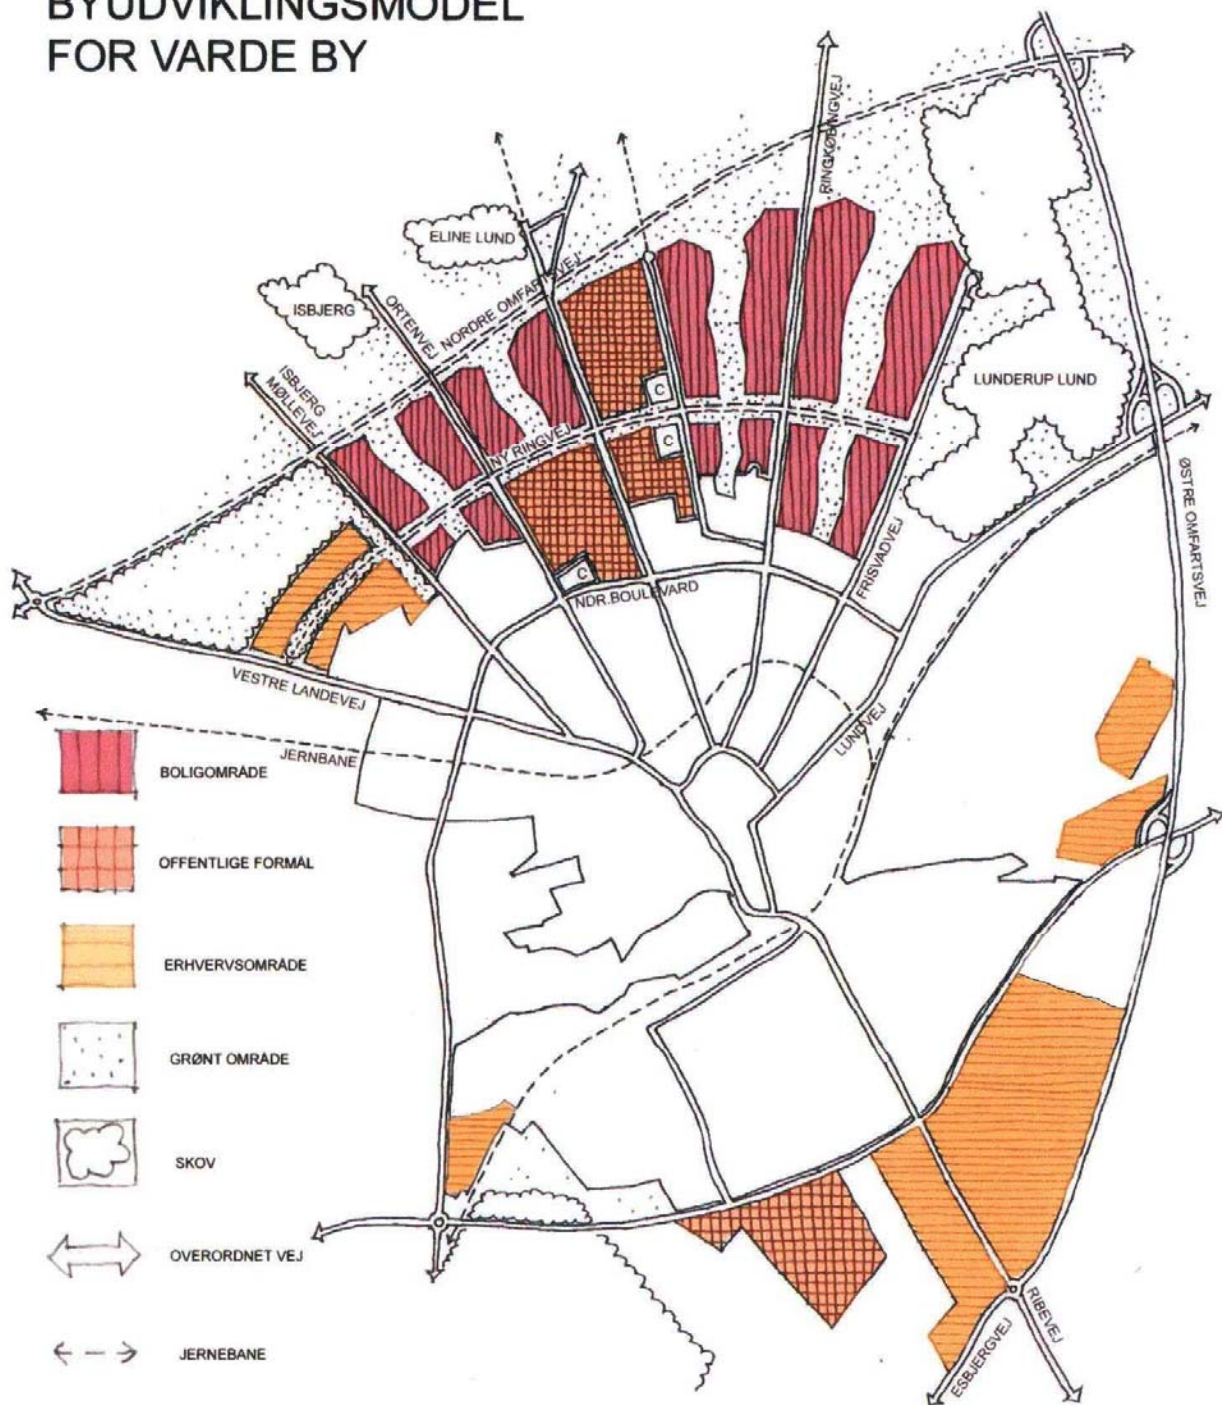 BYUDVIKLINGSMODEL
FOR VARDE BY
RINGKØBINGVEJ
ELINE LUND
ISBJERG
ORTENVEJ
NORDRE OMFARTSVEJ
ISBJERG
MØLLEVEJ
LUNDERUP LUND
C
C
NY RINGVEJ
ØSTRE OMFARTSVEJ
FRISVADVEJ
C
NDR.BOULEVARD
VESTRE LANDEVEJ
LUNDVEJ
JERNBANE
BOLIGOMRÅDE
OFFENTLIGE FORMÅL
ERHVERVSOMRÅDE
GRØNT OMRÅDE
SKOV
OVERORDNET VEJ
JERNEBANE
RIBEVEJ
ESBJERGVEJ